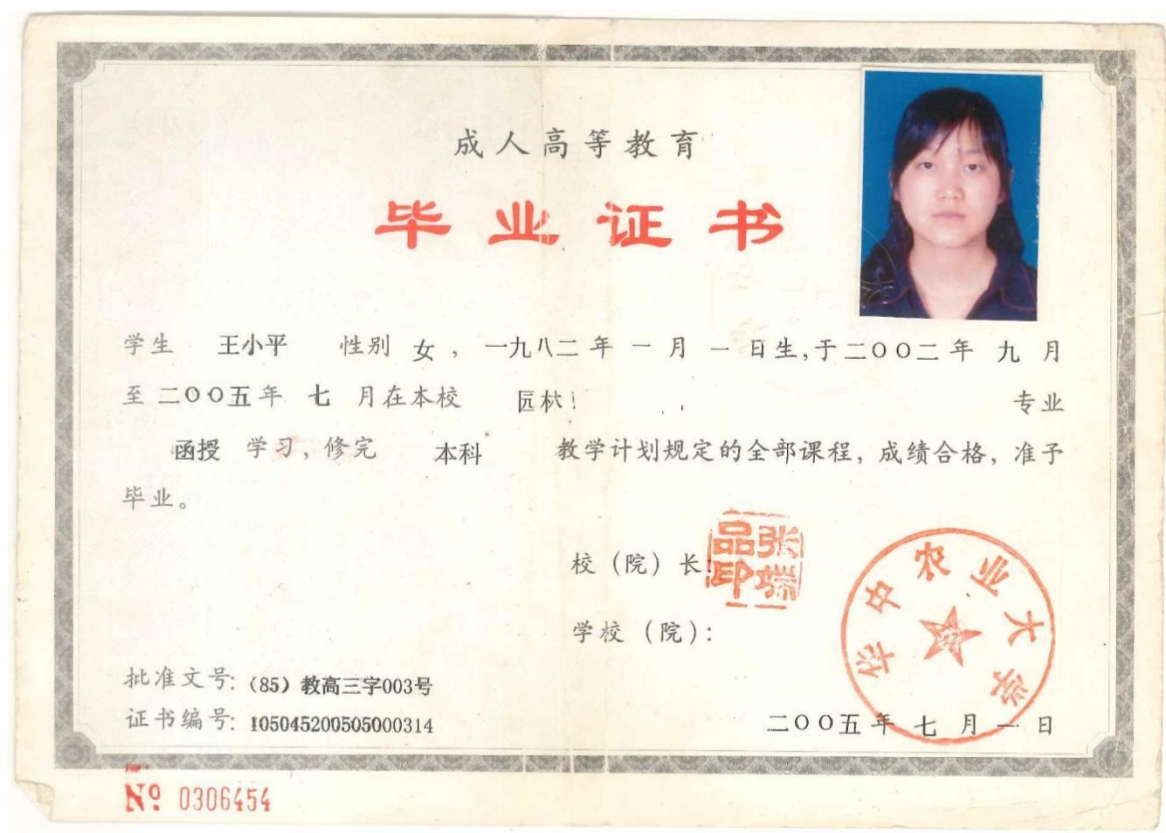 成人高等教育
毕业证书
学生 王小平 性别 女，一九八二年 一 月 一 日生,于二〇〇二年 九 月
至二〇〇五年 七 月在本校 专业
函授 学习，修完 本科 教学计划规定的全部课程，成绩合格，准予
毕业。
校（院）长:
张端品印
学校（院）:
华中农业大学
批准文号:（85）教高三字003号
证书编号:105045200505000314
二〇〇五年 七 月 一 日
№ 0306454